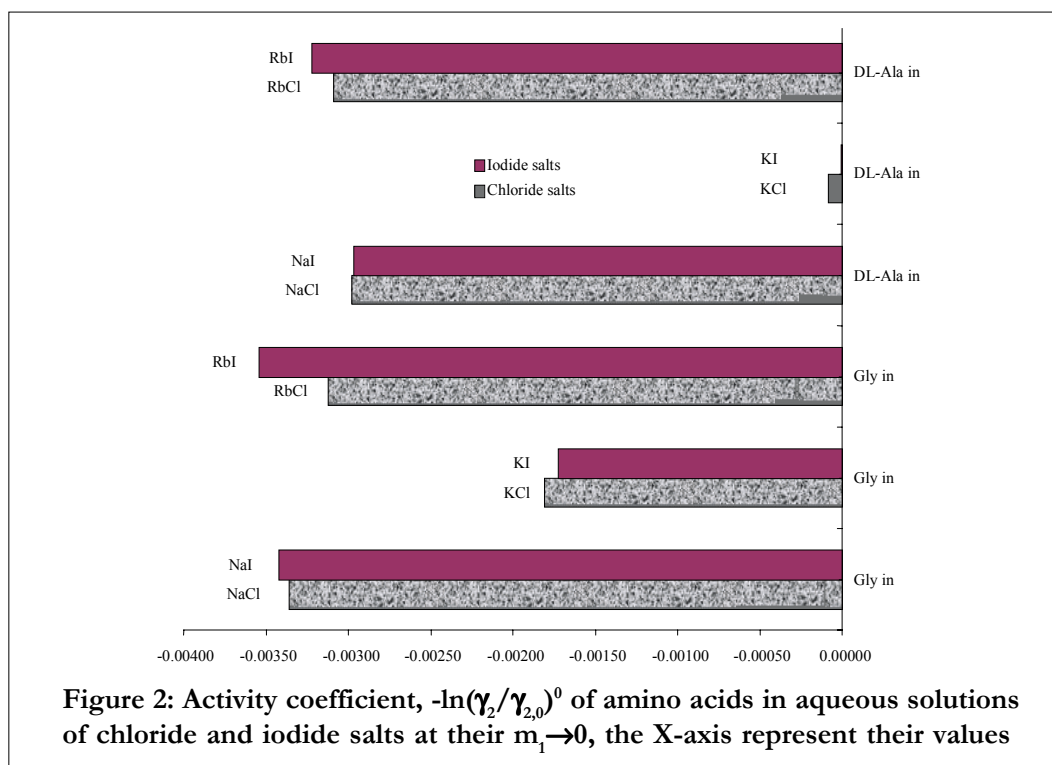 RbI
RbCl
DL-Ala in
Iodide salts
Chloride salts
KI
KCl
DL-Ala in
NaI
NaCl
DL-Ala in
RbI
RbCl
Gly in
KI
KCl
Gly in
NaI
NaCl
Gly in
-0.00400 -0.00350 -0.00300 -0.00250 -0.00200 -0.00150 -0.00100 -0.00050 0.00000
Figure 2: Activity coefficient, -ln(γ₂/γ₂,₀)⁰ of amino acids in aqueous solutions
of chloride and iodide salts at their m₁→0, the X-axis represent their values